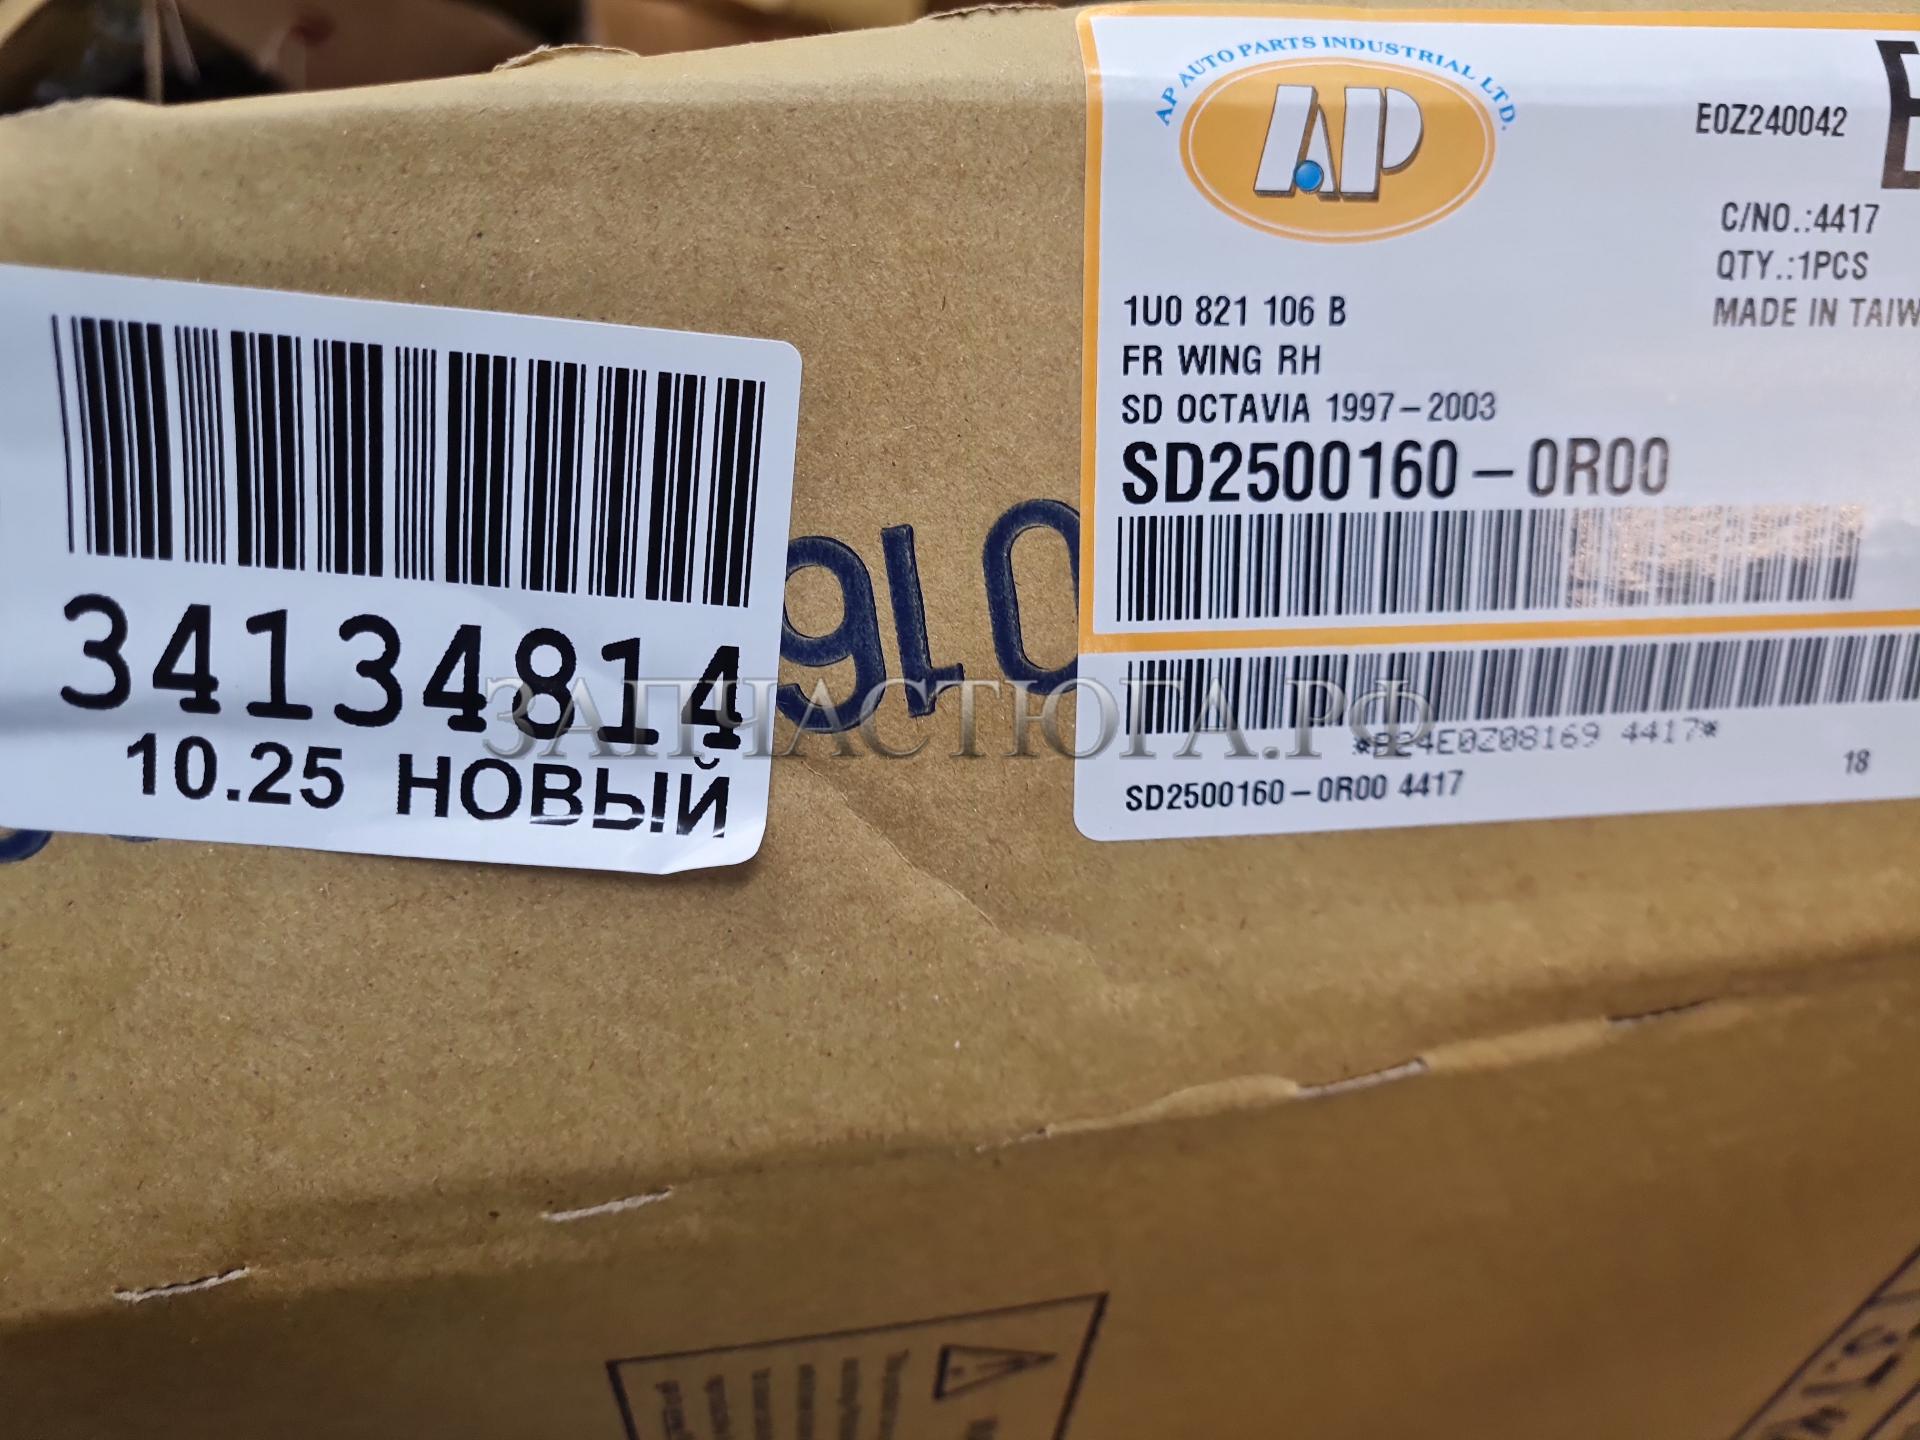 AP AUTO PARTS INDUSTRIAL LTD.
AP
E0Z240042
C/NO.:4417
QTY.:1PCS
MADE IN TAIW
1U0 821 106 B
FR WING RH
SD OCTAVIA 1997-2003
SD2500160-0R00
*B24E0Z08169 4417*
SD2500160-0R00 4417
18
34134814
10.25 НОВЫЙ
016
ЗАПЧАСТЮГА.РФ